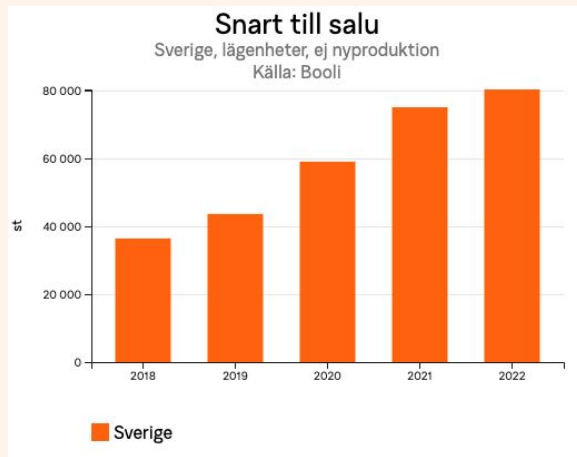 Snart till salu
Sverige, lägenheter, ej nyproduktion
Källa: Booli
80 000
60 000
40 000
20 000
0
st
2018 2019 2020 2021 2022
Sverige